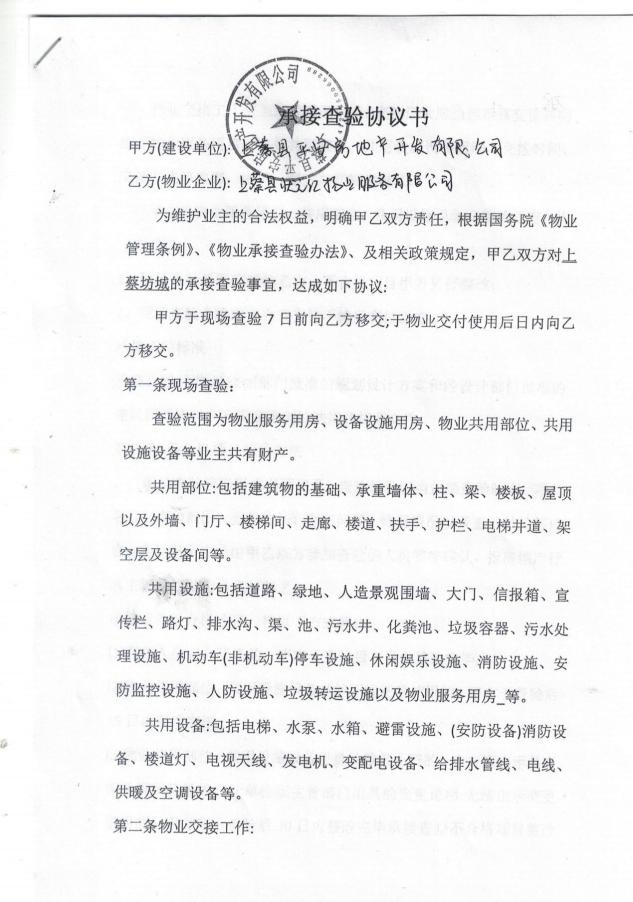 承接查验协议书
甲方(建设单位): 上蔡县平安房地产开发有限公司
乙方(物业企业): 上蔡县 物业服务有限公司
为维护业主的合法权益，明确甲乙双方责任，根据国务院《物业
管理条例》、《物业承接查验办法》、及相关政策规定，甲乙双方对上
蔡坊城的承接查验事宜，达成如下协议:
甲方于现场查验 7 日前向乙方移交;于物业交付使用后日内向乙
方移交。
第一条现场查验:
查验范围为物业服务用房、设备设施用房、物业共用部位、共用
设施设备等业主共有财产。
共用部位:包括建筑物的基础、承重墙体、柱、梁、楼板、屋顶
以及外墙、门厅、楼梯间、走廊、楼道、扶手、护栏、电梯井道、架
空层及设备间等。
共用设施:包括道路、绿地、人造景观围墙、大门、信报箱、宣
传栏、路灯、排水沟、渠、池、污水井、化粪池、垃圾容器、污水处
理设施、机动车(非机动车)停车设施、休闲娱乐设施、消防设施、安
防监控设施、人防设施、垃圾转运设施以及物业服务用房_等。
共用设备:包括电梯、水泵、水箱、避雷设施、(安防设备)消防设
备、楼道灯、电视天线、发电机、变配电设备、给排水管线、电线、
供暖及空调设备等。
第二条物业交接工作: